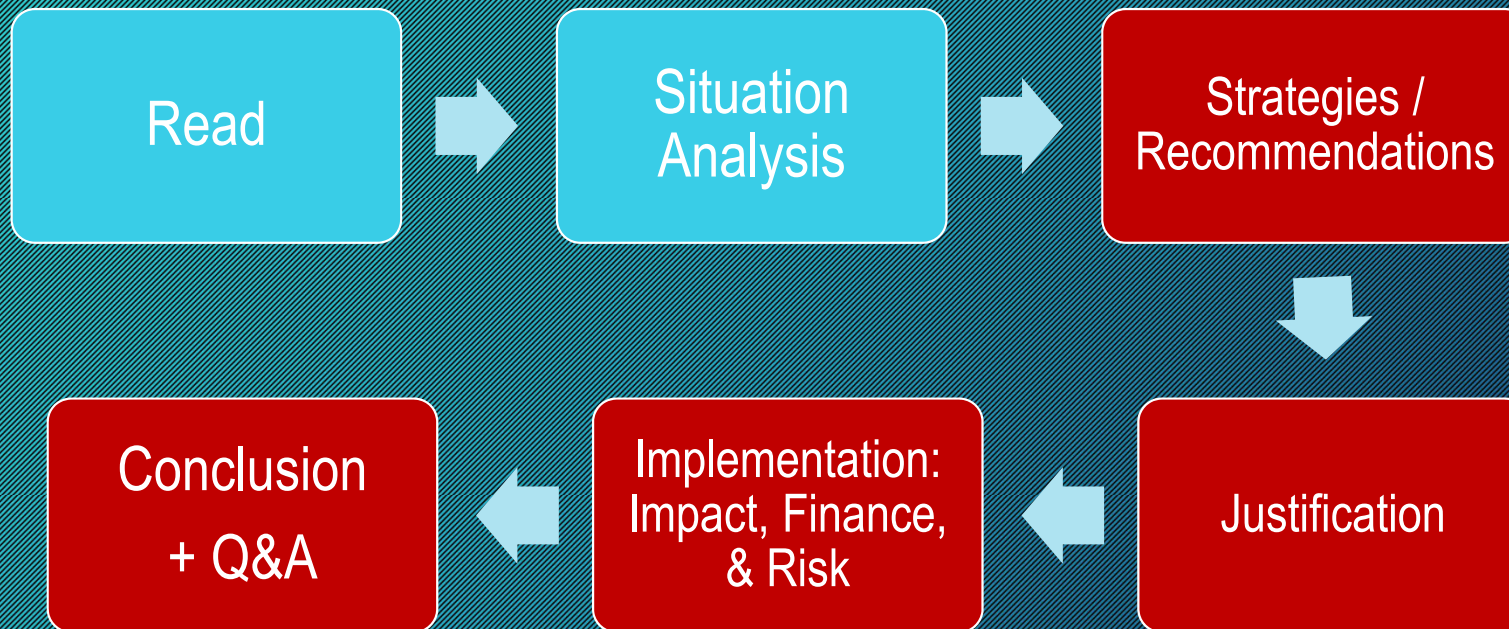 Read
Situation
Analysis
Strategies /
Recommendations
Justification
Implementation:
Impact, Finance,
& Risk
Conclusion
+ Q&A